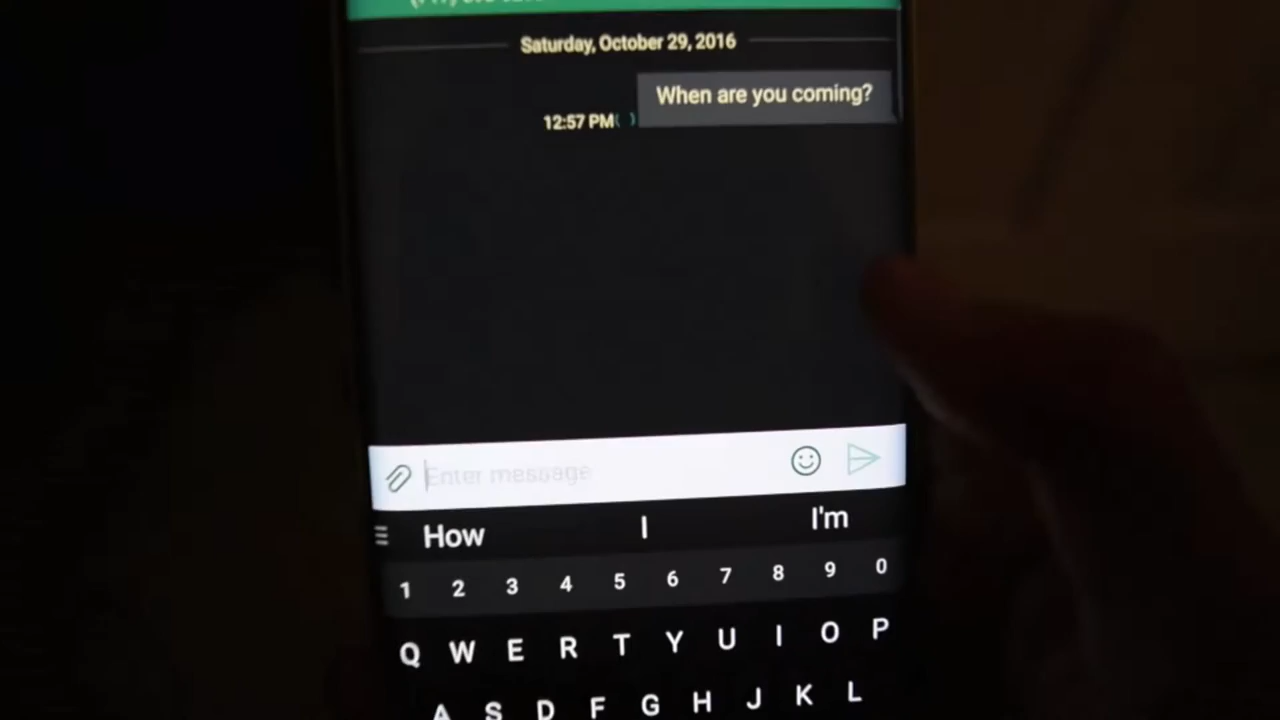 Saturday, October 29, 2016
When are you coming?
12:57 PM
Enter message
How I I'm
1 2 3 4 5 6 7 8 9 0
Q W E R T Y U I O P
A S D F G H J K L